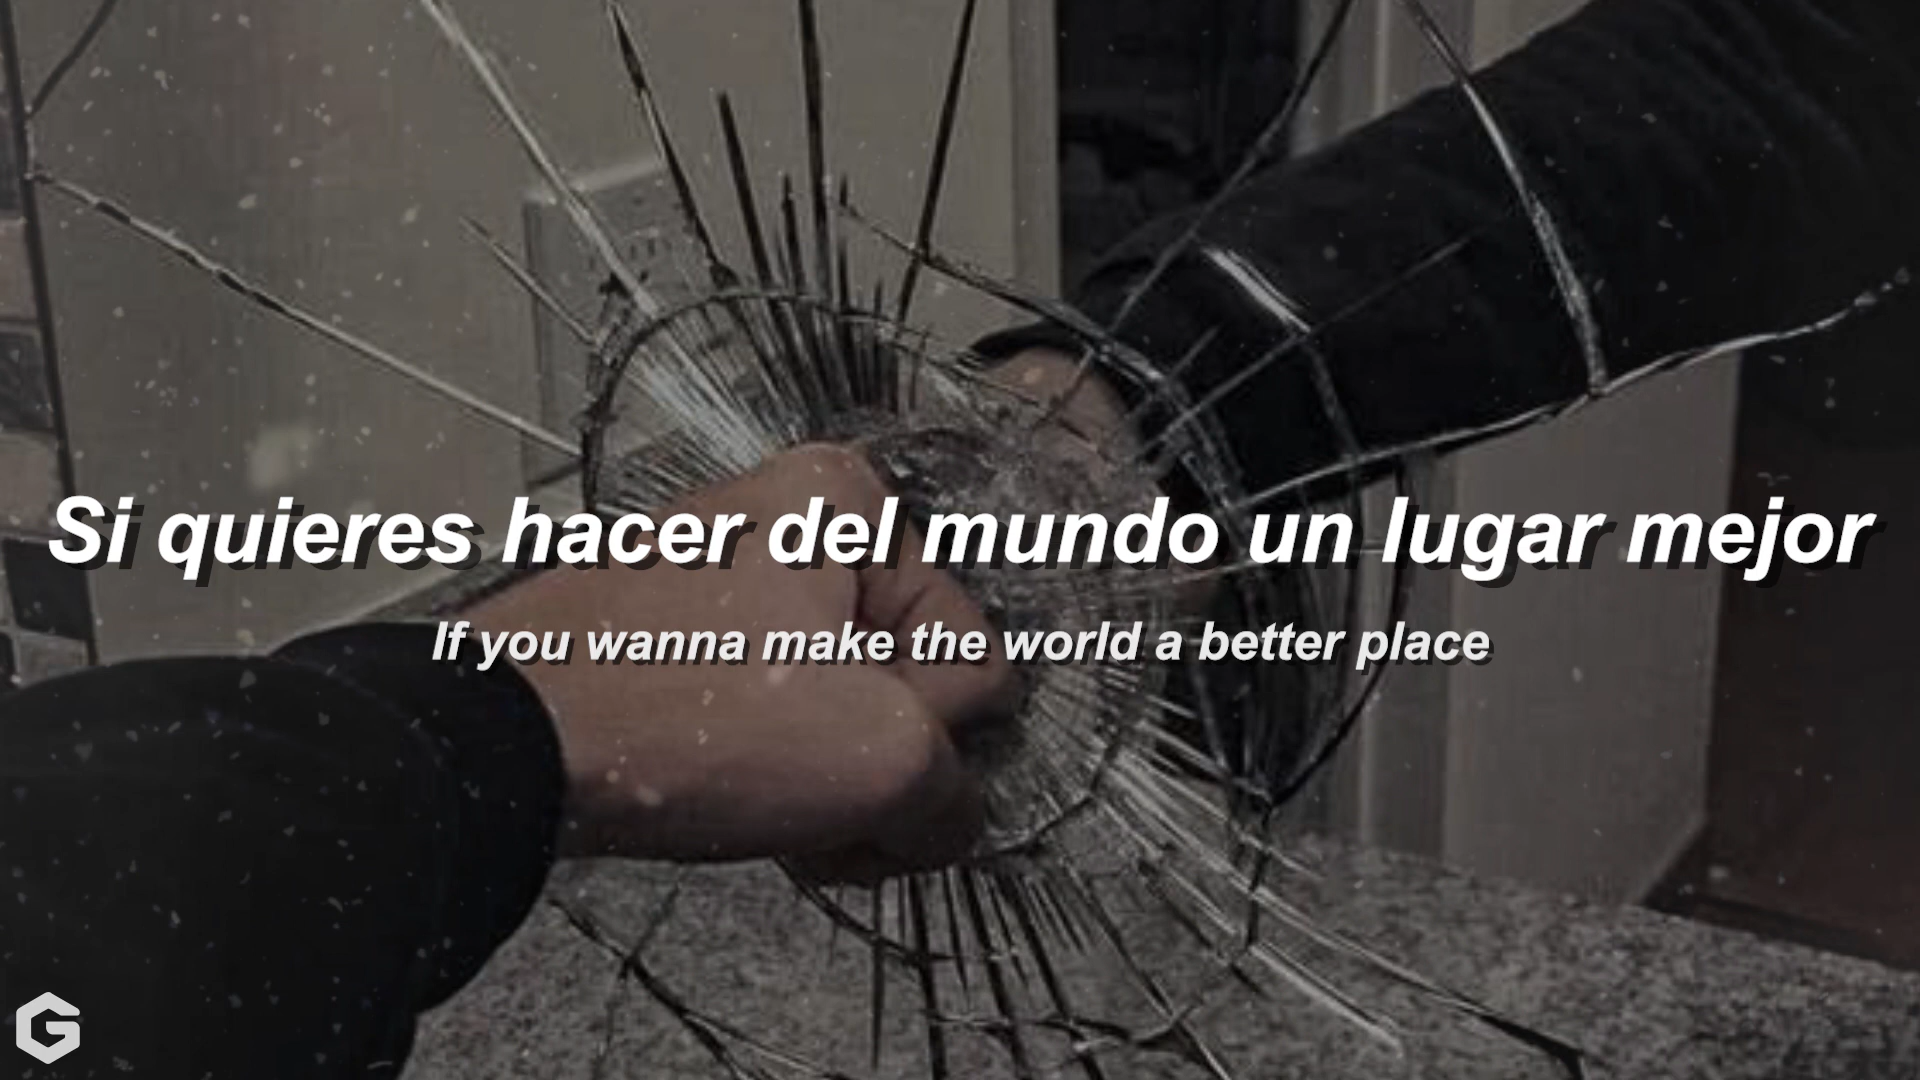 Si quieres hacer del mundo un lugar mejor
If you wanna make the world a better place
G